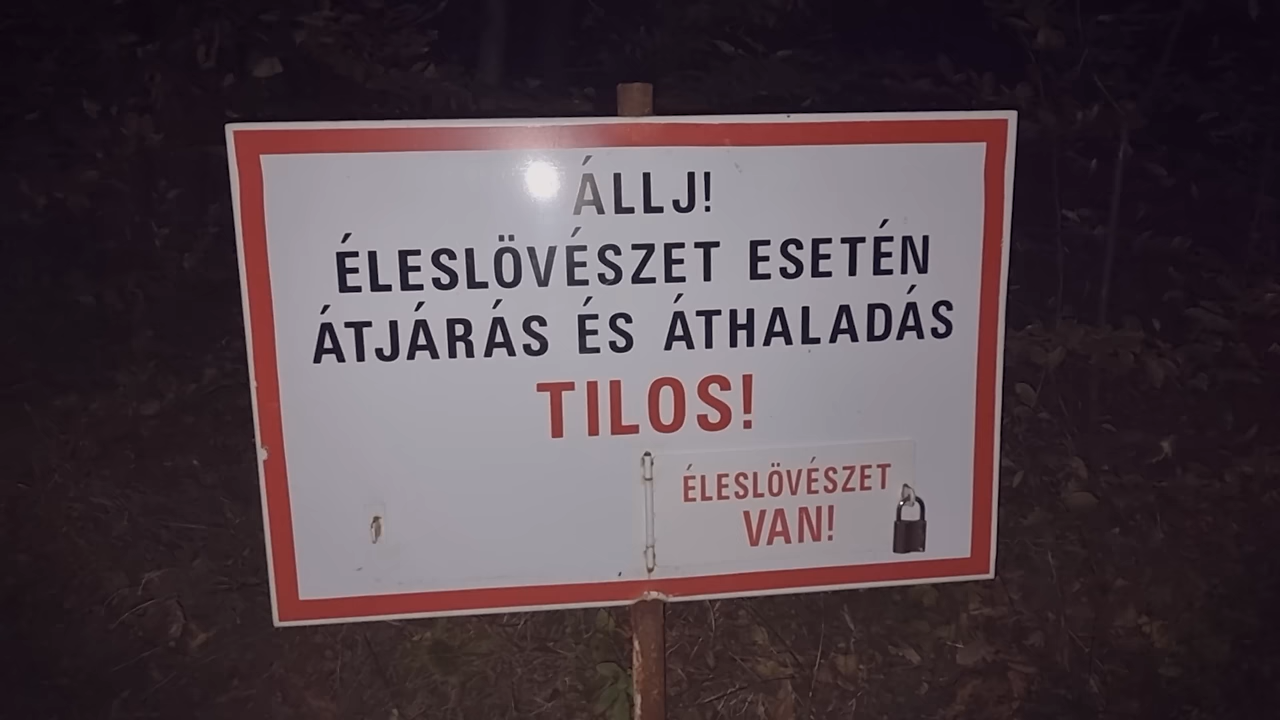 ÁLLJ!
ÉLESLÖVÉSZET ESETÉN
ÁTJÁRÁS ÉS ÁTHALADÁS
TILOS!
ÉLESLÖVÉSZET
VAN!